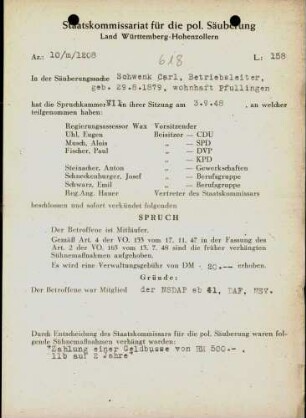 Staatskommissariat für die pol. Säuberung
Land Württemberg-Hohenzollern
Az.: 10/m/1208
618
L.: 158
In der Säuberungssache Schwenk Carl, Betriebsleiter,
geb. 29.8.1879, wohnhaft Pfullingen
hat die Spruchkammer in ihrer Sitzung am 3.9.48, an welcher
teilgenommen haben:
Regierungsassessor Wax Vorsitzender
Uhl, Eugen Beisitzer — CDU
Musch, Alois „ — SPD
Fischer, Paul „ — DVP
„ — KPD
Steinacher, Anton „ — Gewerkschaften
Schneckenburger, Josef „ — Berufsgruppe
Schwarz, Emil „ — Berufsgruppe
Reg.Ang. Hauer Vertreter des Staatskommissars
beschlossen und sofort verkündet folgenden
SPRUCH
Der Betroffene ist Mitläufer.
Gemäß Art. 4 der VO. 133 vom 17. 11. 47 in der Fassung des
Art. 2 der VO. 165 vom 13. 7. 48 sind die früher verhängten
Sühnemaßnahmen aufgehoben.
Es wird eine Verwaltungsgebühr von DM 20.— erhoben.
Gründe:
Der Betroffene war Mitglied der NSDAP ab 41, DAF, NSV.
Durch Entscheidung des Staatskommissars für die pol. Säuberung waren folgende Sühnemaßnahmen verhängt worden:
"Zahlung einer Geldbusse von RM 500.-
11b auf 2 Jahre"